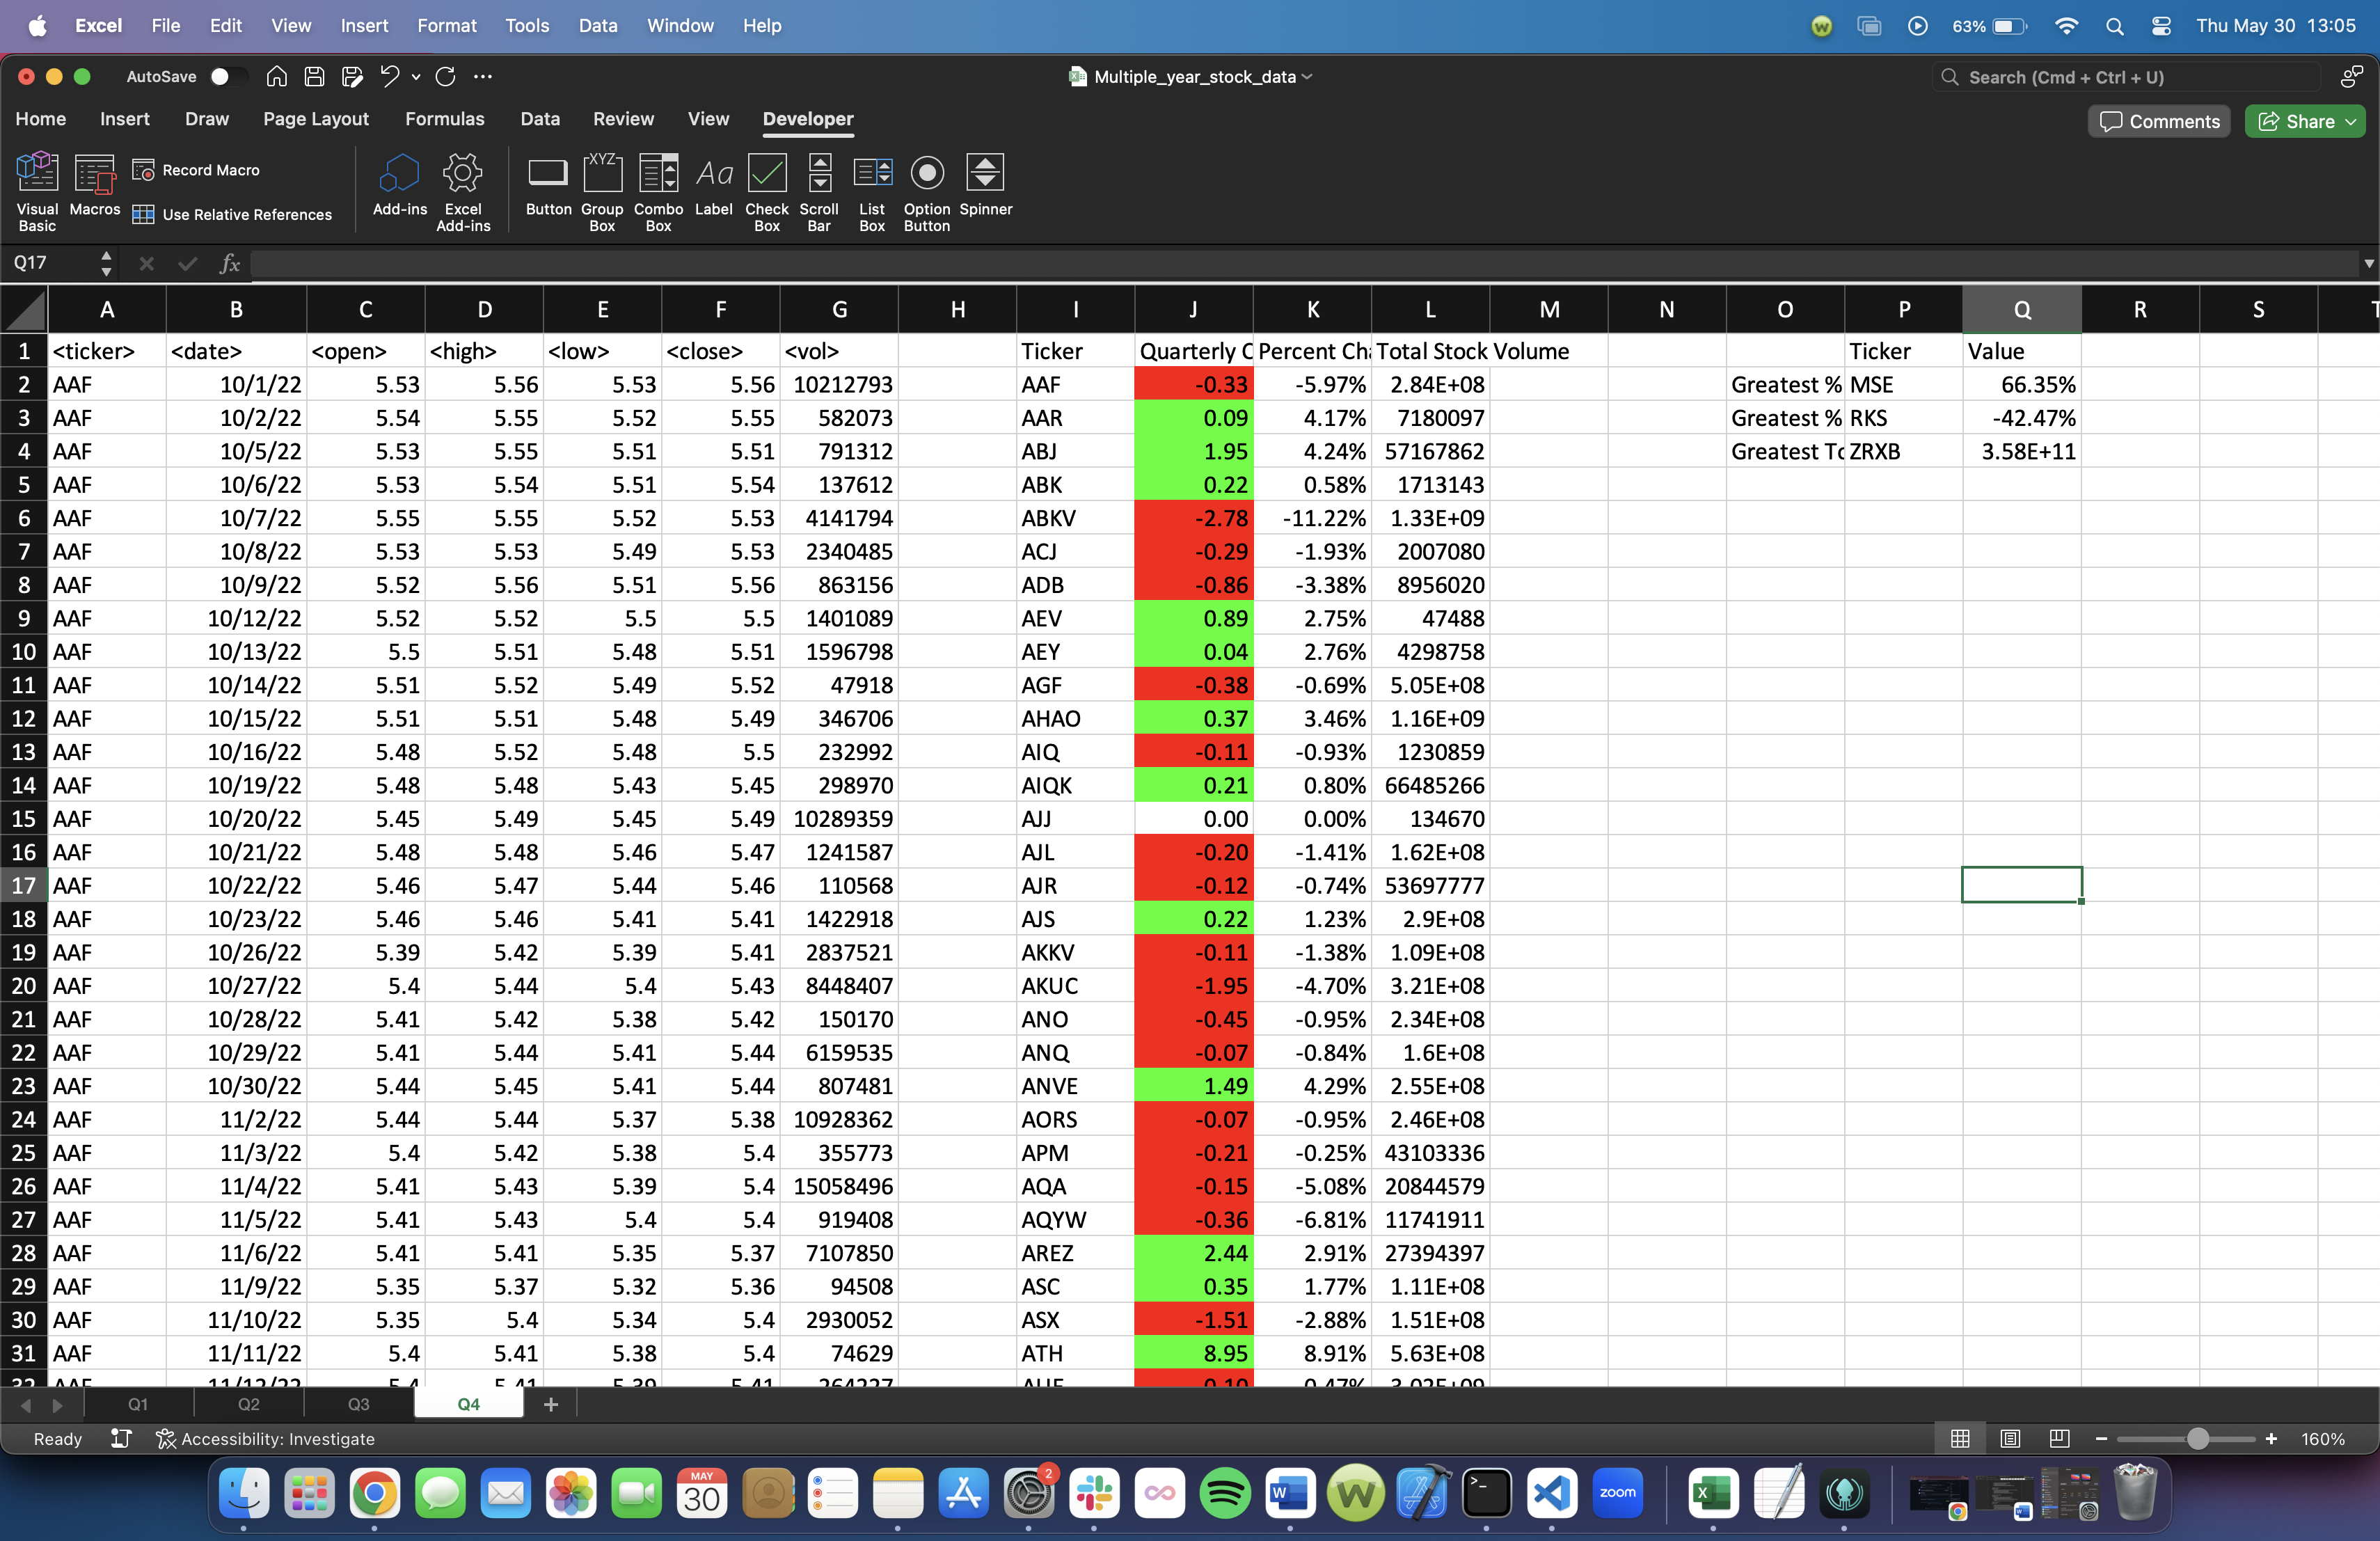 Excel File Edit View Insert Format Tools Data Window Help 63% Thu May 30 13:05
AutoSave Multiple_year_stock_data Search (Cmd + Ctrl + U)
Home Insert Draw Page Layout Formulas Data Review View Developer Comments Share
Visual Basic Macros Record Macro Use Relative References Add-ins Excel Add-ins Button Group Box Combo Box Label Check Box Scroll Bar List Box Option Button Spinner
XYZ Aa
Q17 fx
A B C D E F G H I J K L M N O P Q R S T
1 <ticker> <date> <open> <high> <low> <close> <vol> Ticker Quarterly C Percent Cha Total Stock Volume Ticker Value
2 AAF 10/1/22 5.53 5.56 5.53 5.56 10212793 AAF -0.33 -5.97% 2.84E+08 Greatest % MSE 66.35%
3 AAF 10/2/22 5.54 5.55 5.52 5.55 582073 AAR 0.09 4.17% 7180097 Greatest % RKS -42.47%
4 AAF 10/5/22 5.53 5.55 5.51 5.51 791312 ABJ 1.95 4.24% 57167862 Greatest To ZRXB 3.58E+11
5 AAF 10/6/22 5.53 5.54 5.51 5.54 137612 ABK 0.22 0.58% 1713143
6 AAF 10/7/22 5.55 5.55 5.52 5.53 4141794 ABKV -2.78 -11.22% 1.33E+09
7 AAF 10/8/22 5.53 5.53 5.49 5.53 2340485 ACJ -0.29 -1.93% 2007080
8 AAF 10/9/22 5.52 5.56 5.51 5.56 863156 ADB -0.86 -3.38% 8956020
9 AAF 10/12/22 5.52 5.52 5.5 5.5 1401089 AEV 0.89 2.75% 47488
10 AAF 10/13/22 5.5 5.51 5.48 5.51 1596798 AEY 0.04 2.76% 4298758
11 AAF 10/14/22 5.51 5.52 5.49 5.52 47918 AGF -0.38 -0.69% 5.05E+08
12 AAF 10/15/22 5.51 5.51 5.48 5.49 346706 AHAO 0.37 3.46% 1.16E+09
13 AAF 10/16/22 5.48 5.52 5.48 5.5 232992 AIQ -0.11 -0.93% 1230859
14 AAF 10/19/22 5.48 5.48 5.43 5.45 298970 AIQK 0.21 0.80% 66485266
15 AAF 10/20/22 5.45 5.49 5.45 5.49 10289359 AJJ 0.00 0.00% 134670
16 AAF 10/21/22 5.48 5.48 5.46 5.47 1241587 AJL -0.20 -1.41% 1.62E+08
17 AAF 10/22/22 5.46 5.47 5.44 5.46 110568 AJR -0.12 -0.74% 53697777
18 AAF 10/23/22 5.46 5.46 5.41 5.41 1422918 AJS 0.22 1.23% 2.9E+08
19 AAF 10/26/22 5.39 5.42 5.39 5.41 2837521 AKKV -0.11 -1.38% 1.09E+08
20 AAF 10/27/22 5.4 5.44 5.4 5.43 8448407 AKUC -1.95 -4.70% 3.21E+08
21 AAF 10/28/22 5.41 5.42 5.38 5.42 150170 ANO -0.45 -0.95% 2.34E+08
22 AAF 10/29/22 5.41 5.44 5.41 5.44 6159535 ANQ -0.07 -0.84% 1.6E+08
23 AAF 10/30/22 5.44 5.45 5.41 5.44 807481 ANVE 1.49 4.29% 2.55E+08
24 AAF 11/2/22 5.44 5.44 5.37 5.38 10928362 AORS -0.07 -0.95% 2.46E+08
25 AAF 11/3/22 5.4 5.42 5.38 5.4 355773 APM -0.21 -0.25% 43103336
26 AAF 11/4/22 5.41 5.43 5.39 5.4 15058496 AQA -0.15 -5.08% 20844579
27 AAF 11/5/22 5.41 5.43 5.4 5.4 919408 AQYW -0.36 -6.81% 11741911
28 AAF 11/6/22 5.41 5.41 5.35 5.37 7107850 AREZ 2.44 2.91% 27394397
29 AAF 11/9/22 5.35 5.37 5.32 5.36 94508 ASC 0.35 1.77% 1.11E+08
30 AAF 11/10/22 5.35 5.4 5.34 5.4 2930052 ASX -1.51 -2.88% 1.51E+08
31 AAF 11/11/22 5.4 5.41 5.38 5.4 74629 ATH 8.95 8.91% 5.63E+08
32 AAF 11/12/22 5.4 5.41 5.39 5.41
Q1 Q2 Q3 Q4
Ready Accessibility: Investigate 160%
MAY 30 2 zoom